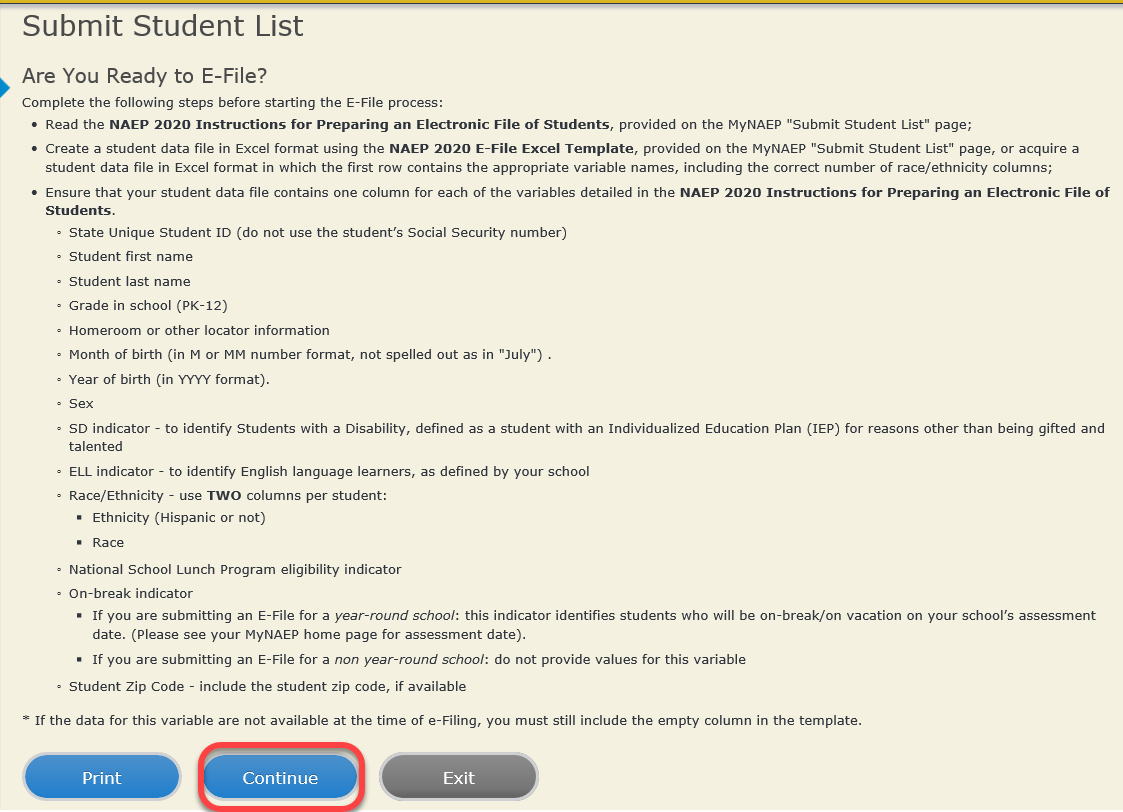 Submit Student List
Are You Ready to E-File?
Complete the following steps before starting the E-File process:
• Read the NAEP 2020 Instructions for Preparing an Electronic File of Students, provided on the MyNAEP "Submit Student List" page;
• Create a student data file in Excel format using the NAEP 2020 E-File Excel Template, provided on the MyNAEP "Submit Student List" page, or acquire a
student data file in Excel format in which the first row contains the appropriate variable names, including the correct number of race/ethnicity columns;
• Ensure that your student data file contains one column for each of the variables detailed in the NAEP 2020 Instructions for Preparing an Electronic File of
Students.
◦ State Unique Student ID (do not use the student’s Social Security number)
◦ Student first name
◦ Student last name
◦ Grade in school (PK-12)
◦ Homeroom or other locator information
◦ Month of birth (in M or MM number format, not spelled out as in "July") .
◦ Year of birth (in YYYY format).
◦ Sex
◦ SD indicator - to identify Students with a Disability, defined as a student with an Individualized Education Plan (IEP) for reasons other than being gifted and
talented
◦ ELL indicator - to identify English language learners, as defined by your school
◦ Race/Ethnicity - use TWO columns per student:
▪ Ethnicity (Hispanic or not)
▪ Race
◦ National School Lunch Program eligibility indicator
◦ On-break indicator
▪ If you are submitting an E-File for a year-round school: this indicator identifies students who will be on-break/on vacation on your school’s assessment
date. (Please see your MyNAEP home page for assessment date).
▪ If you are submitting an E-File for a non year-round school: do not provide values for this variable
◦ Student Zip Code - include the student zip code, if available
* If the data for this variable are not available at the time of e-Filing, you must still include the empty column in the template.
Print Continue Exit